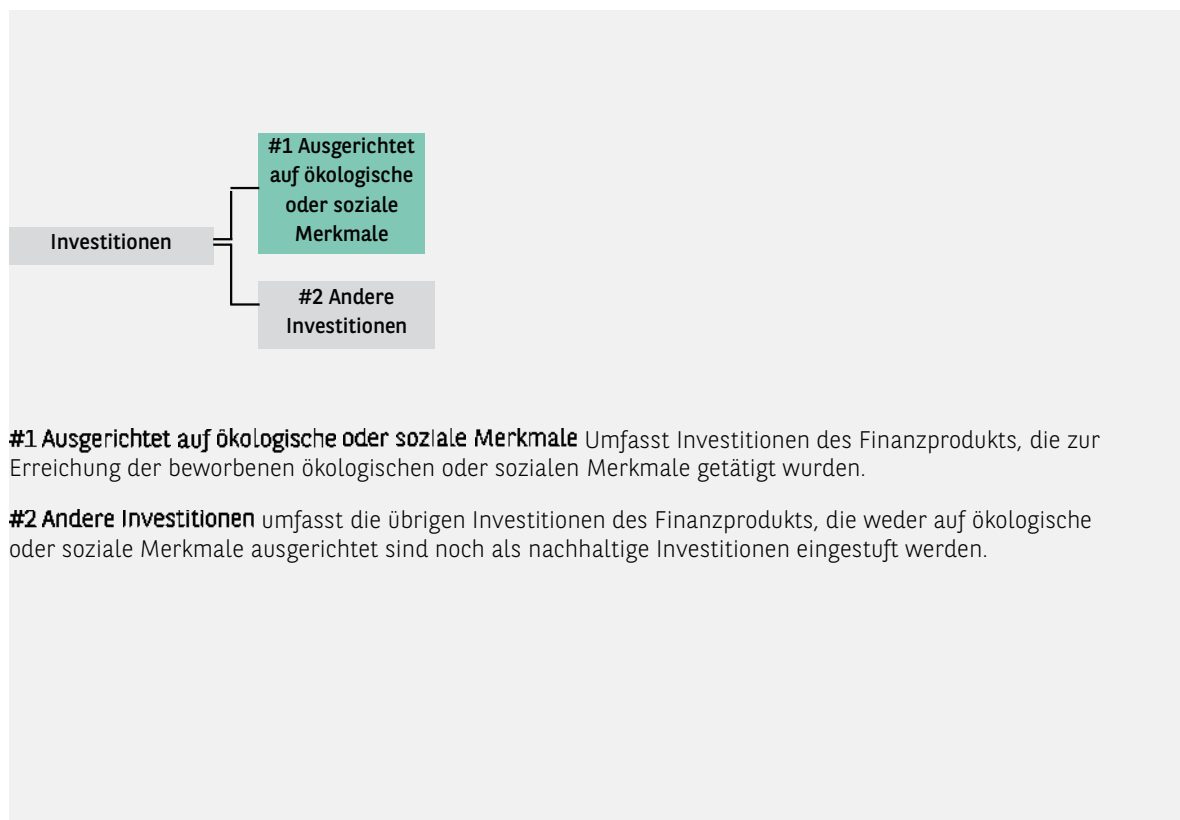 #1 Ausgerichtet
auf ökologische
oder soziale
Merkmale
Investitionen
#2 Andere
Investitionen
#1 Ausgerichtet auf ökologische oder soziale Merkmale Umfasst Investitionen des Finanzprodukts, die zur
Erreichung der beworbenen ökologischen oder sozialen Merkmale getätigt wurden.
#2 Andere Investitionen umfasst die übrigen Investitionen des Finanzprodukts, die weder auf ökologische
oder soziale Merkmale ausgerichtet sind noch als nachhaltige Investitionen eingestuft werden.